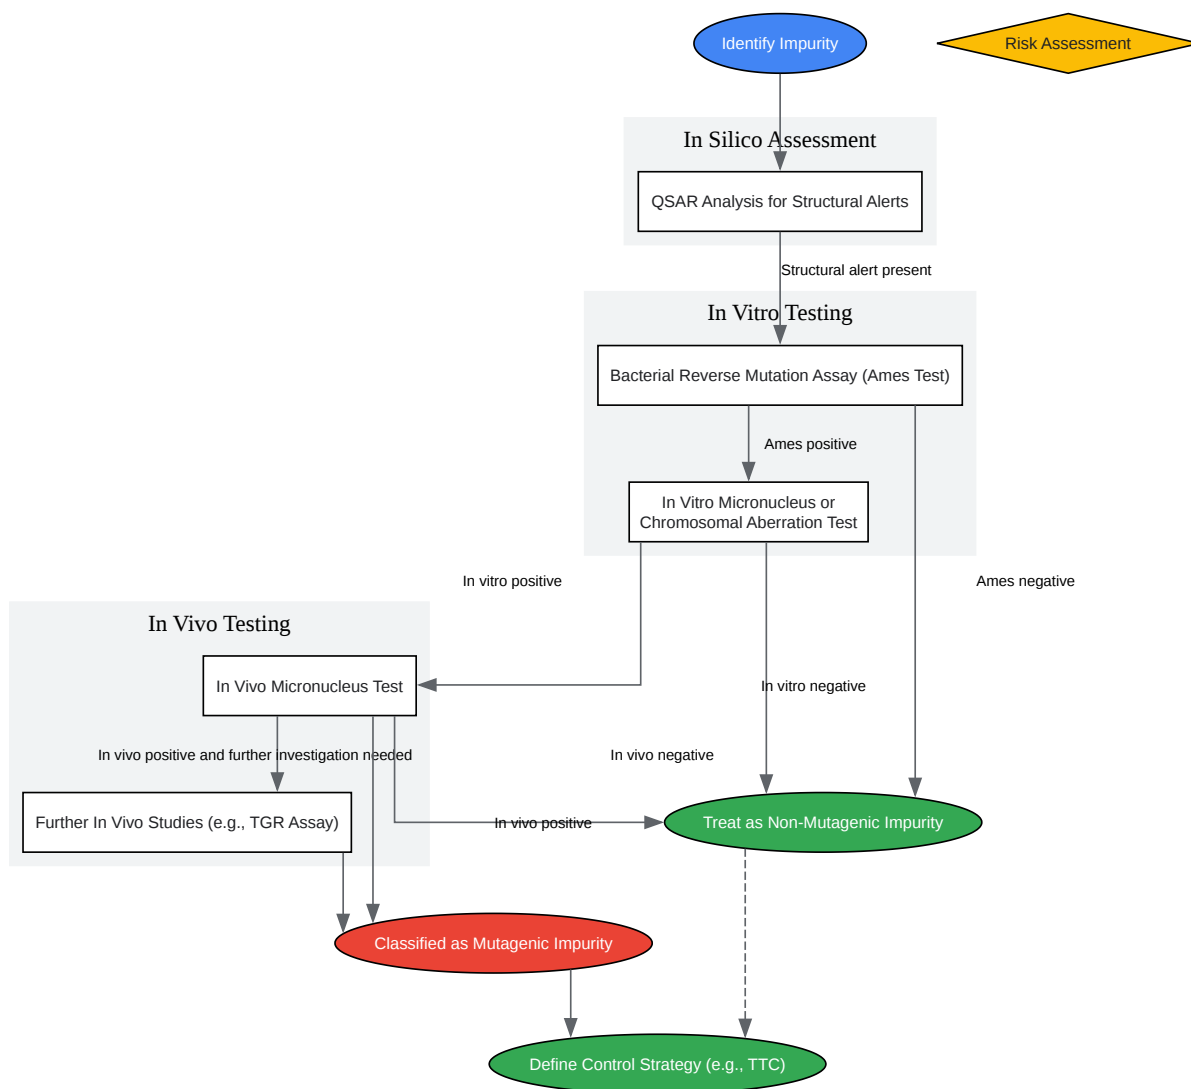 Identify Impurity
Risk Assessment
In Silico Assessment
QSAR Analysis for Structural Alerts
Structural alert present
In Vitro Testing
Bacterial Reverse Mutation Assay (Ames Test)
Ames positive
In Vitro Micronucleus or
Chromosomal Aberration Test
In vitro positive
Ames negative
In Vivo Testing
In Vivo Micronucleus Test
In vitro negative
In vivo positive and further investigation needed
In vivo negative
Further In Vivo Studies (e.g., TGR Assay)
In vivo positive
Treat as Non-Mutagenic Impurity
Classified as Mutagenic Impurity
Define Control Strategy (e.g., TTC)